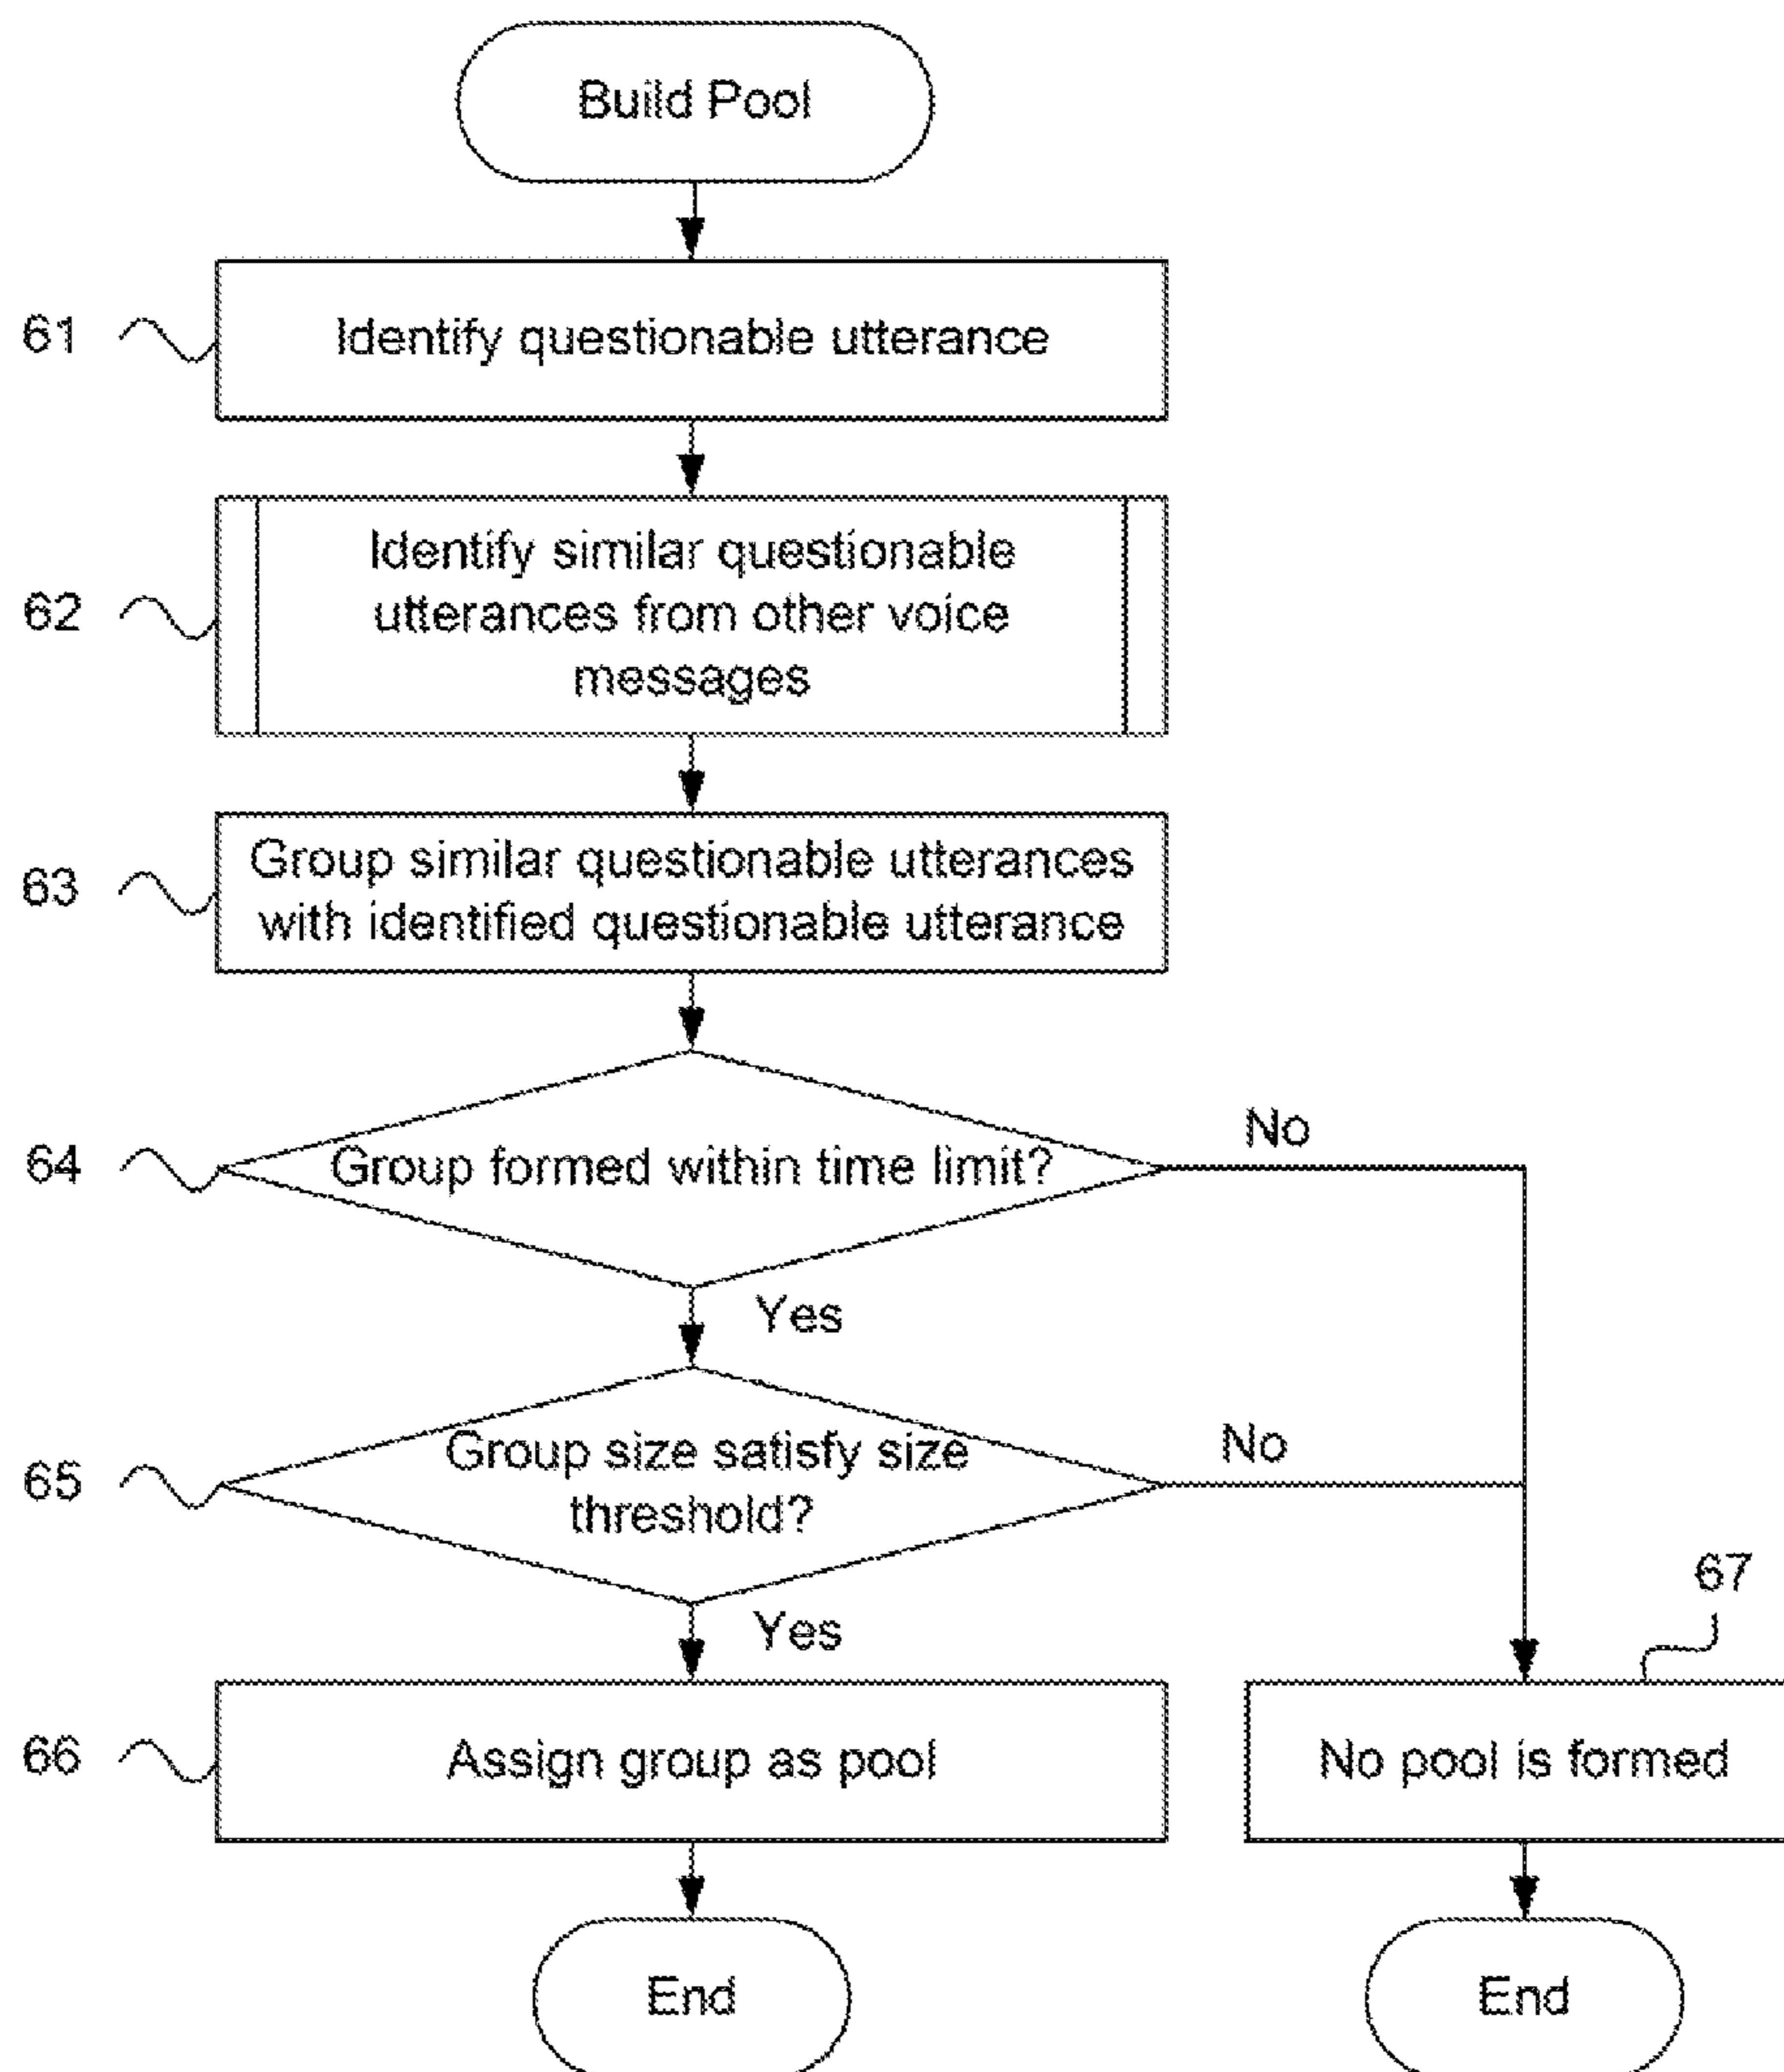 Build Pool
61
Identify questionable utterance
62
Identify similar questionable
utterances from other voice
messages
63
Group similar questionable utterances
with identified questionable utterance
64
Group formed within time limit?
No
Yes
65
Group size satisfy size
threshold?
No
Yes
67
66
Assign group as pool
No pool is formed
End
End